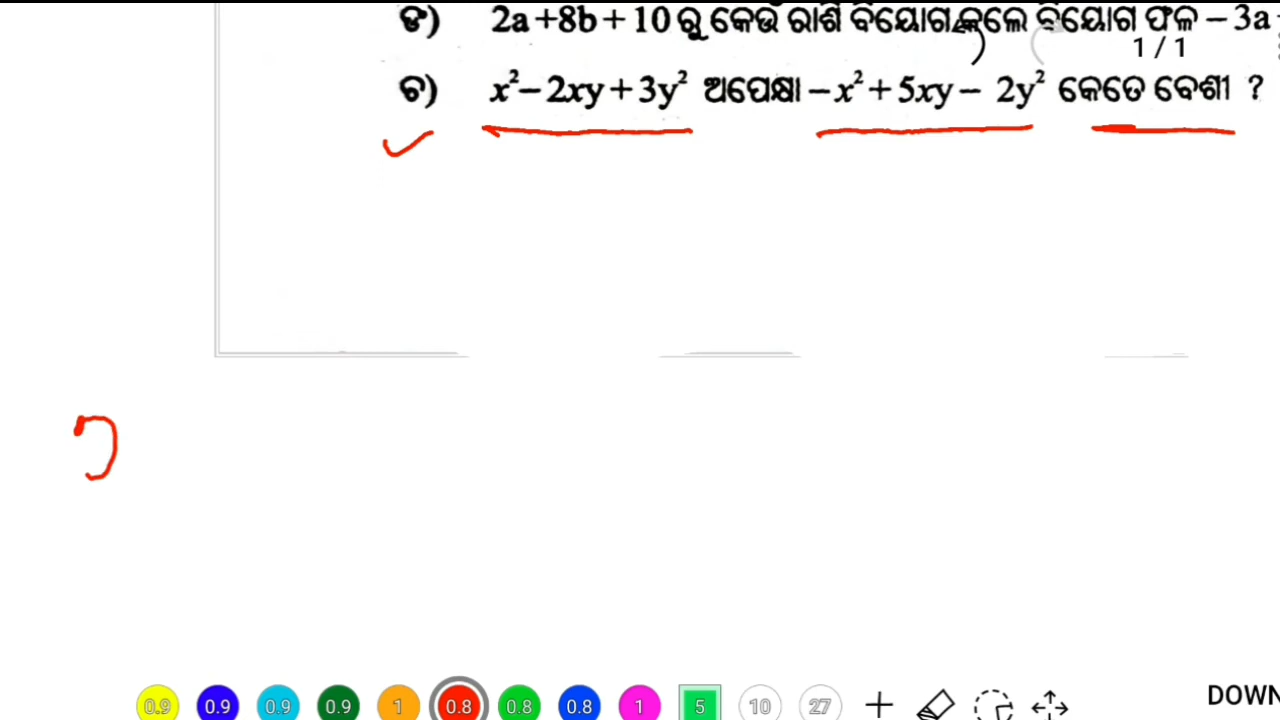 ଙ) 2a+8b+10 ରୁ କେଉଁ ରାଶି ବିୟୋଗ କଲେ ବିୟୋଗ ଫଳ – 3a
1 / 1
ଚ) x²– 2xy + 3y² ଅପେକ୍ଷା – x² + 5xy – 2y² କେତେ ବେଶୀ ?
0.9 0.9 0.9 0.9 1 0.8 0.8 0.8 1 5 10 27
DOWN